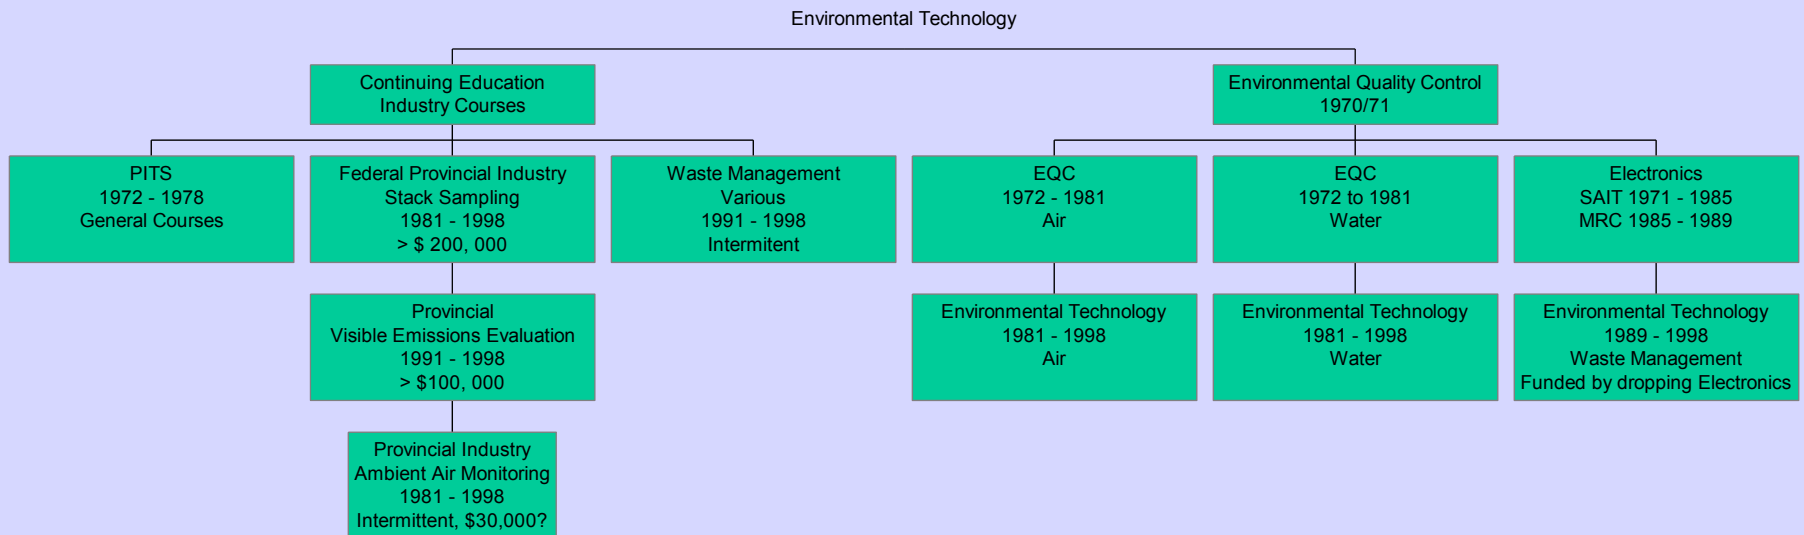 Environmental Technology
Continuing Education
Industry Courses
Environmental Quality Control
1970/71
PITS
1972 - 1978
General Courses
Federal Provincial Industry
Stack Sampling
1981 - 1998
> $ 200, 000
Waste Management
Various
1991 - 1998
Intermitent
EQC
1972 - 1981
Air
EQC
1972 to 1981
Water
Electronics
SAIT 1971 - 1985
MRC 1985 - 1989
Provincial
Visible Emissions Evaluation
1991 - 1998
> $100, 000
Environmental Technology
1981 - 1998
Air
Environmental Technology
1981 - 1998
Water
Environmental Technology
1989 - 1998
Waste Management
Funded by dropping Electronics
Provincial Industry
Ambient Air Monitoring
1981 - 1998
Intermittent, $30,000?